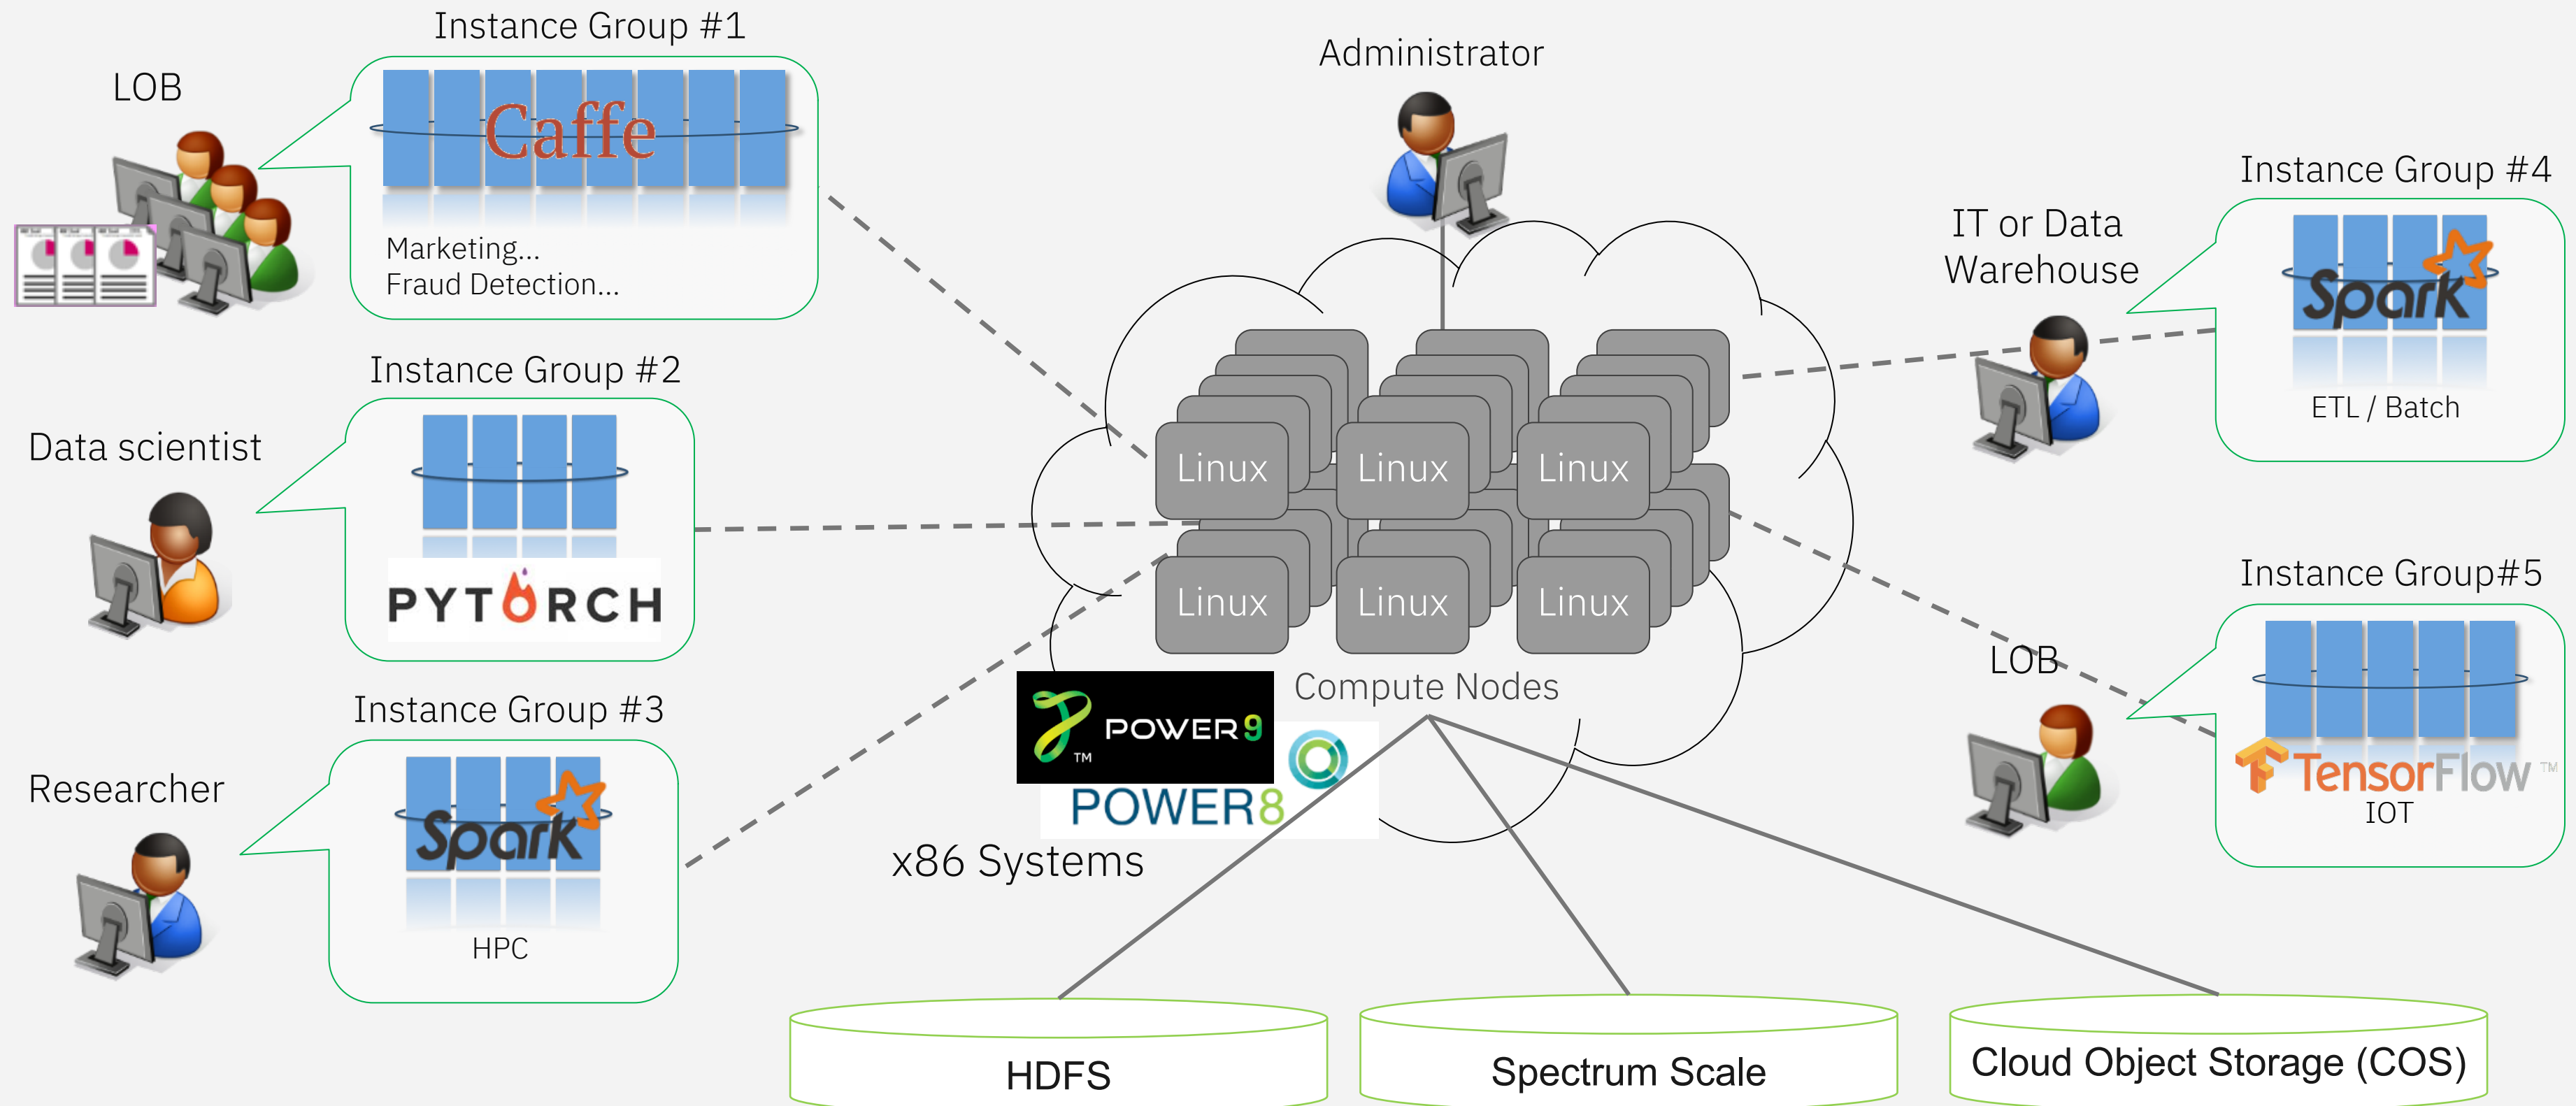 Instance Group #1
LOB
Caffe
Marketing...
Fraud Detection...
Instance Group #2
Data scientist
PYTORCH
Instance Group #3
Researcher
Spark
HPC
Administrator
Linux Linux Linux
Linux Linux Linux
Compute Nodes
POWER9
TM
POWER8
x86 Systems
Instance Group #4
IT or Data
Warehouse
Spark
ETL / Batch
Instance Group#5
LOB
TensorFlow TM
IOT
HDFS
Spectrum Scale
Cloud Object Storage (COS)